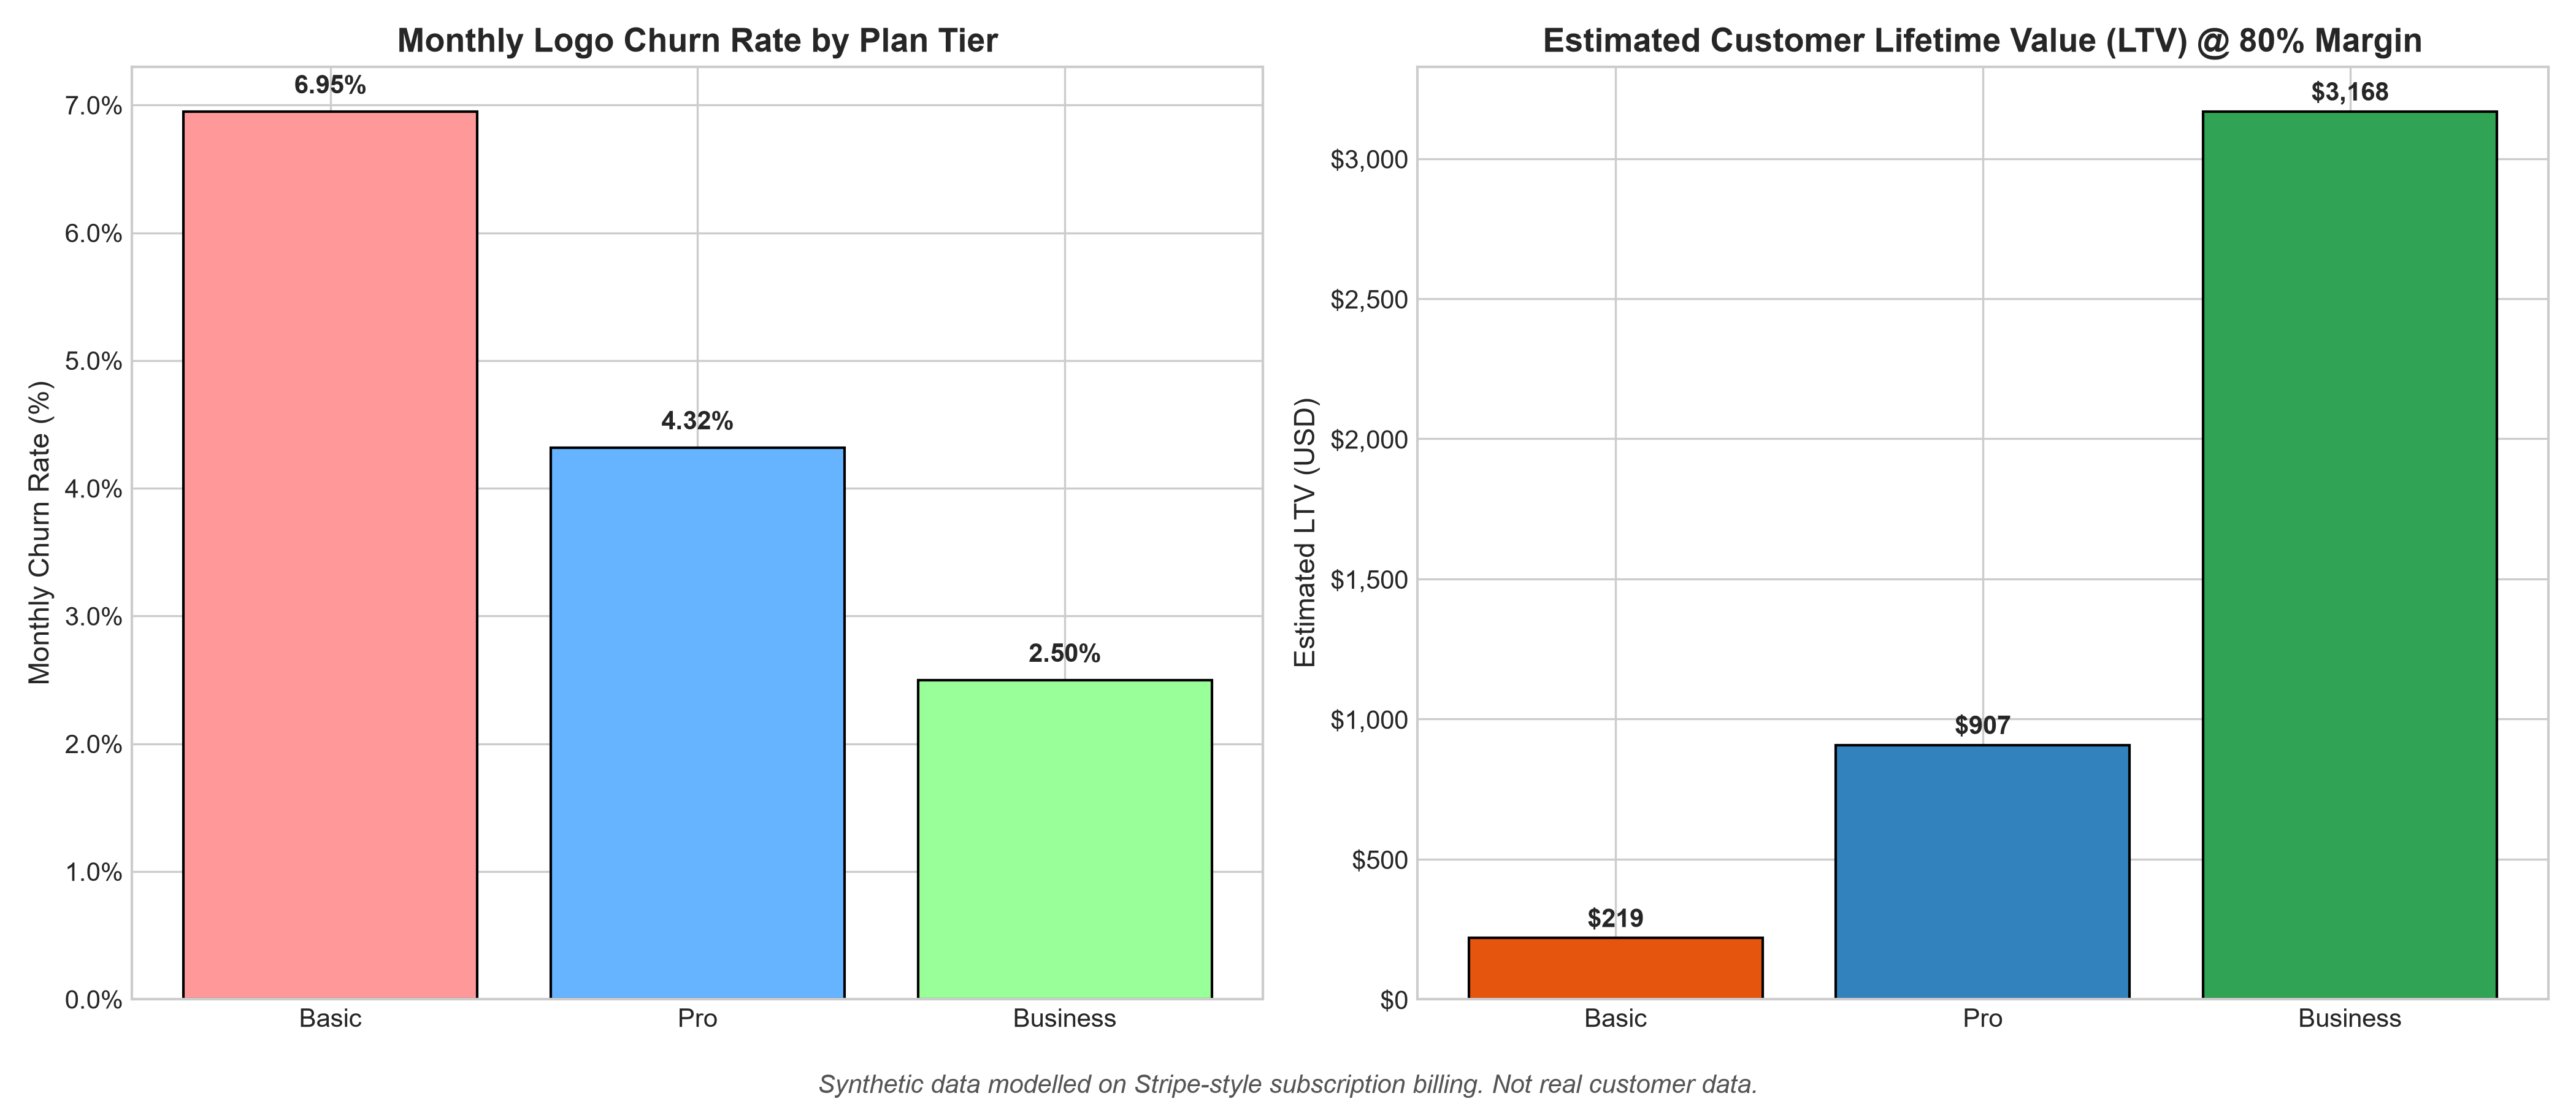 Monthly Logo Churn Rate by Plan Tier
Monthly Churn Rate (%)
7.0%
6.0%
5.0%
4.0%
3.0%
2.0%
1.0%
0.0%
6.95%
4.32%
2.50%
Basic
Pro
Business
Estimated Customer Lifetime Value (LTV) @ 80% Margin
Estimated LTV (USD)
$3,000
$2,500
$2,000
$1,500
$1,000
$500
$0
$219
$907
$3,168
Basic
Pro
Business
Synthetic data modelled on Stripe-style subscription billing. Not real customer data.